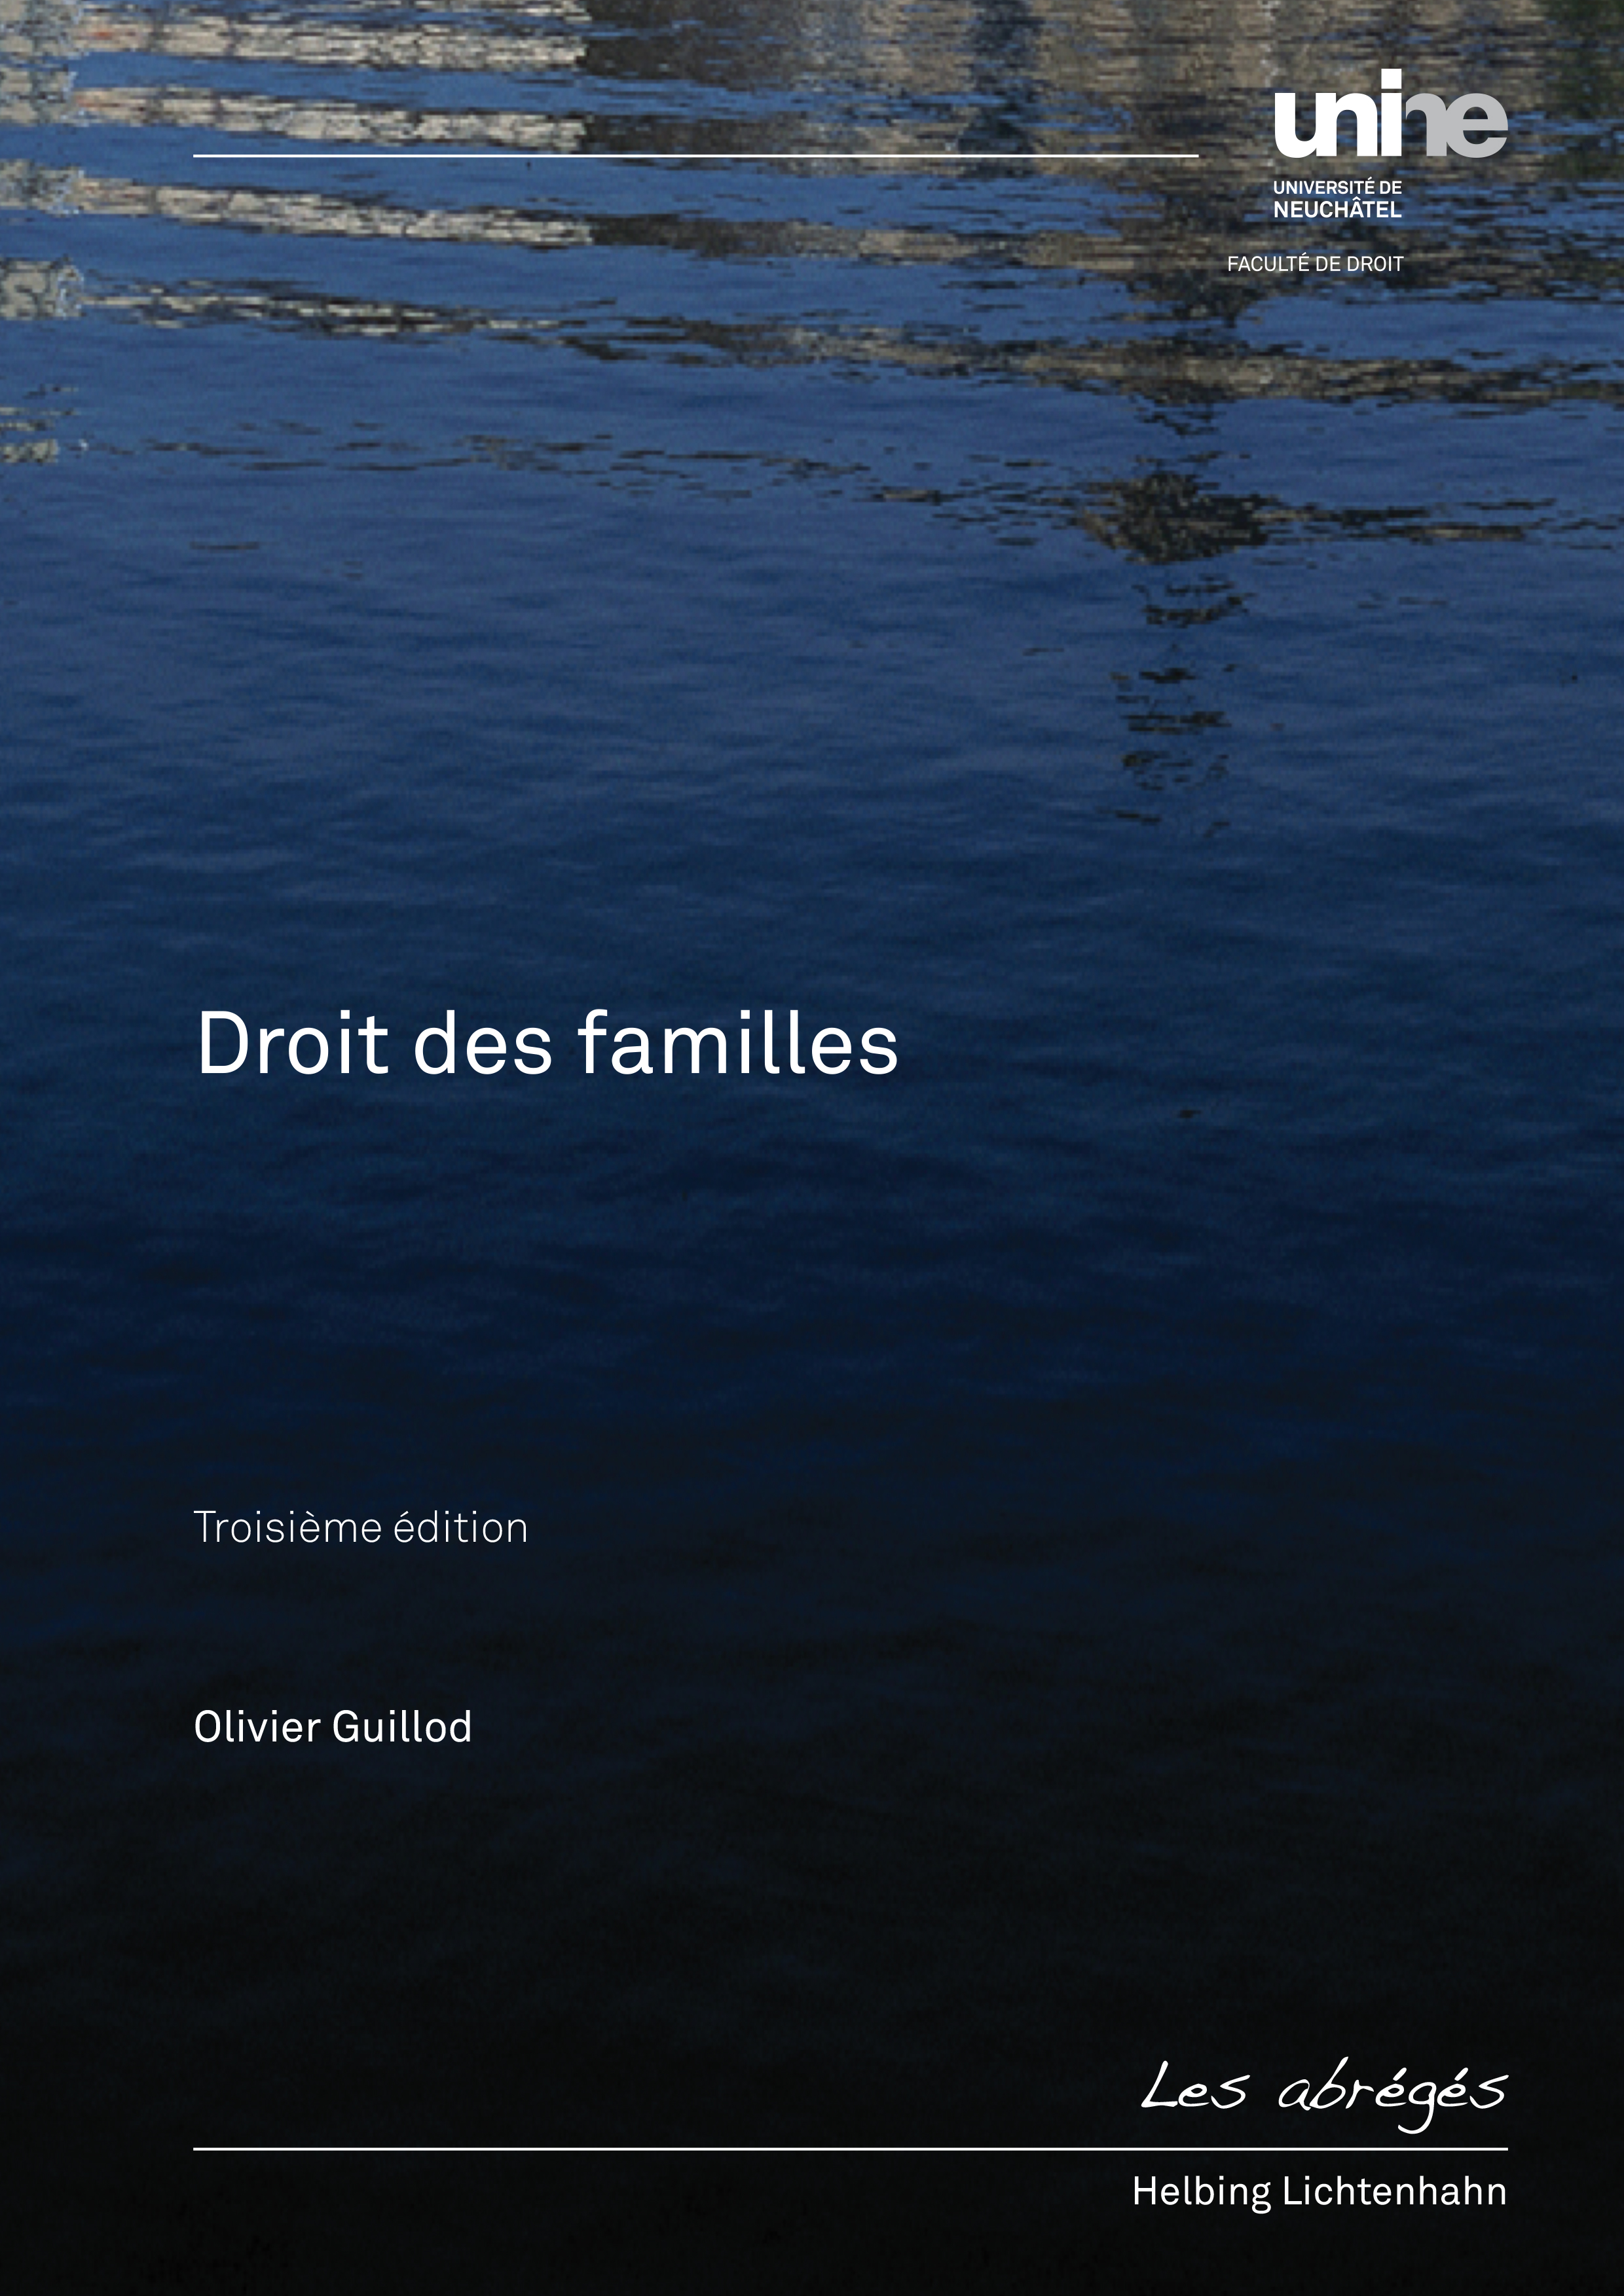 unine
UNIVERSITÉ DE
NEUCHÂTEL
FACULTÉ DE DROIT
Droit des familles
Troisième édition
Olivier Guillod
Les abrégés
Helbing Lichtenhahn